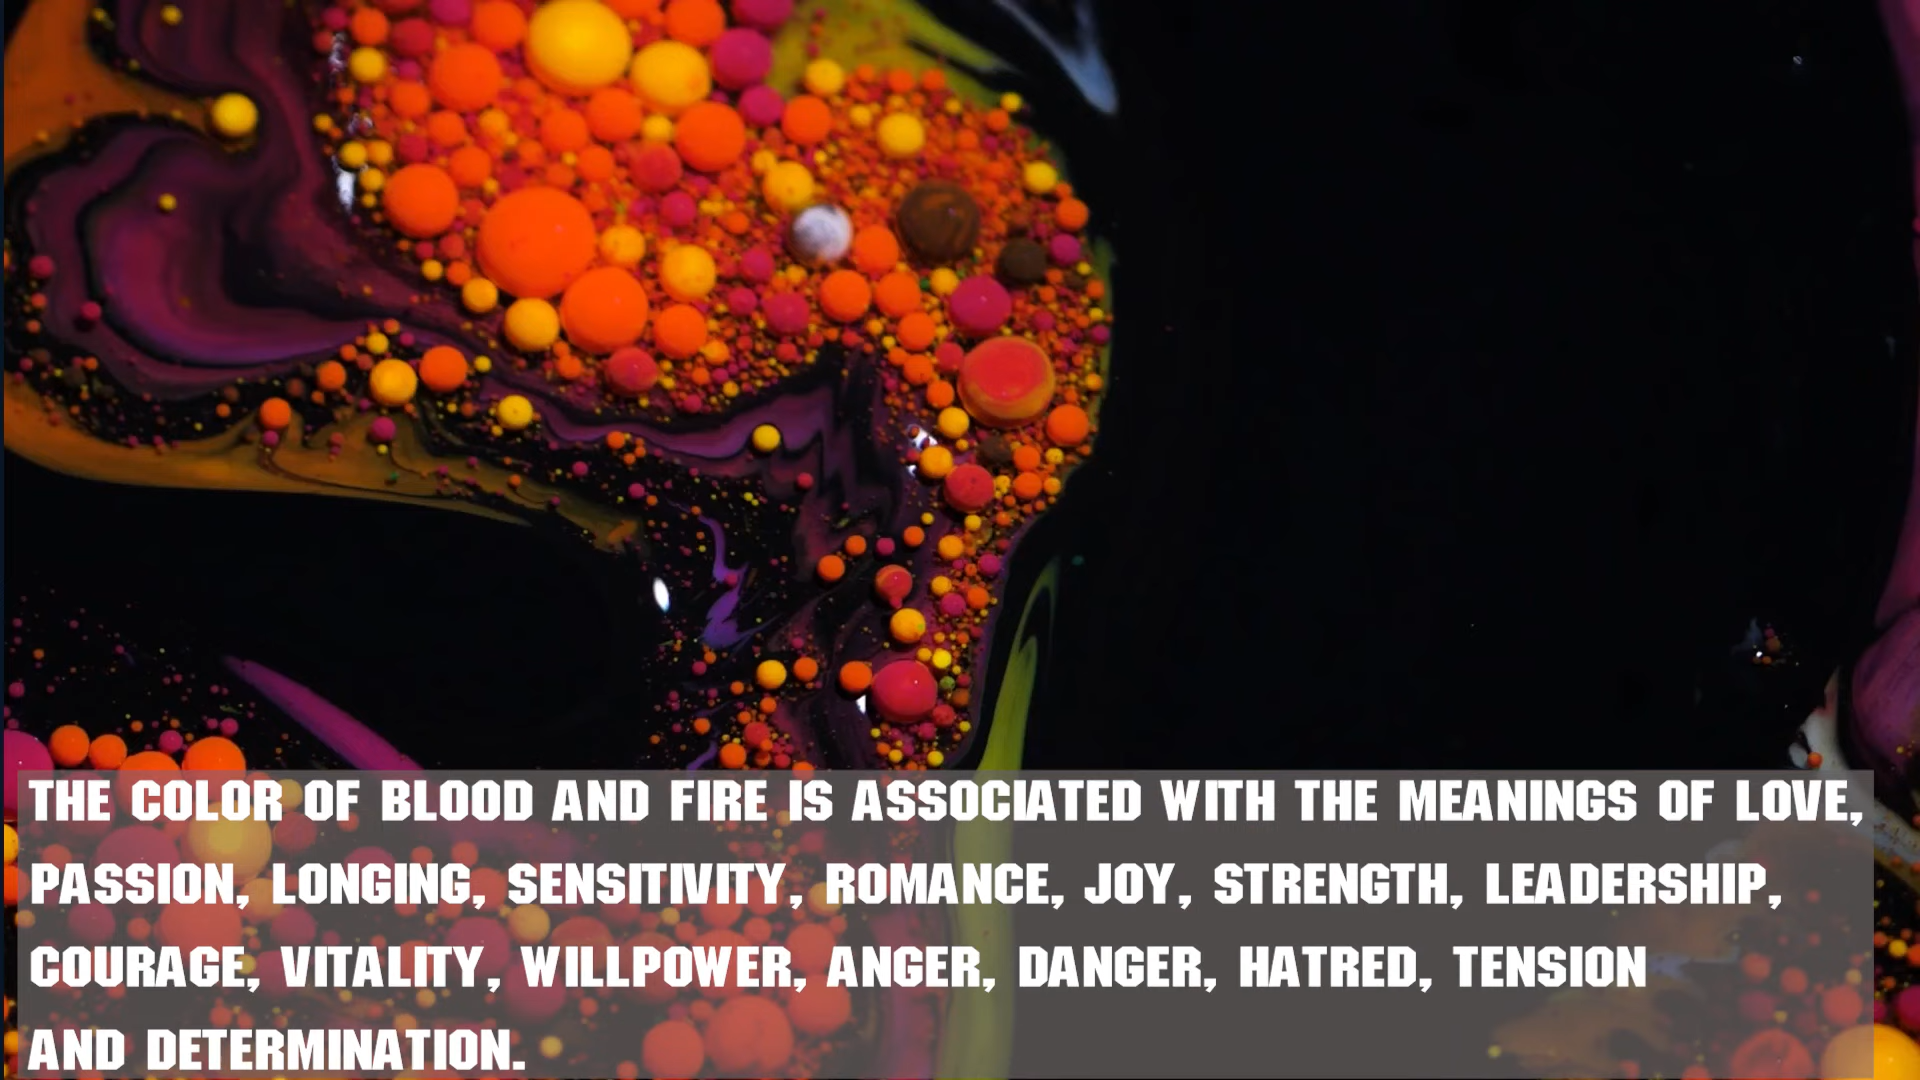 THE COLOR OF BLOOD AND FIRE IS ASSOCIATED WITH THE MEANINGS OF LOVE,
PASSION, LONGING, SENSITIVITY, ROMANCE, JOY, STRENGTH, LEADERSHIP,
COURAGE, VITALITY, WILLPOWER, ANGER, DANGER, HATRED, TENSION
AND DETERMINATION.